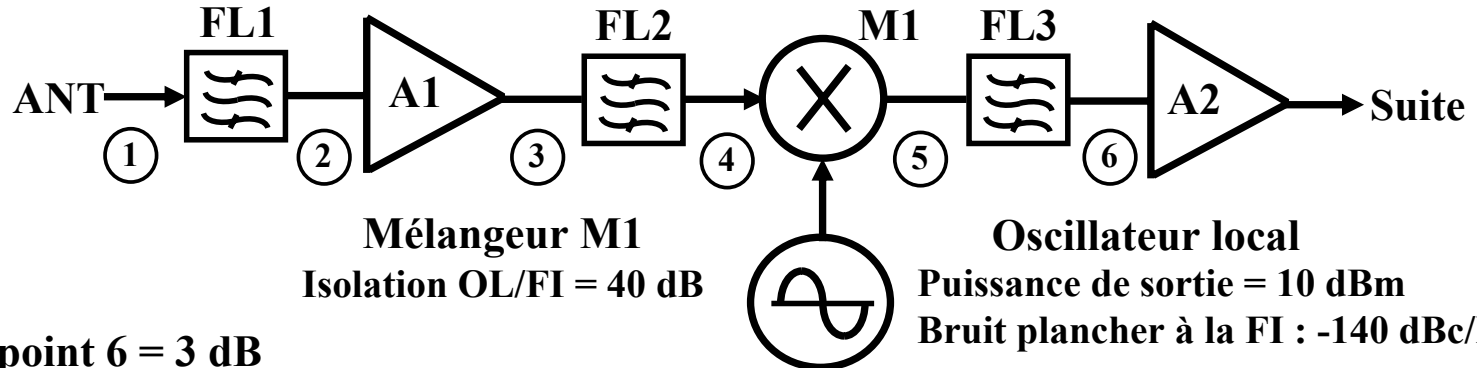 FL1 FL2 M1 FL3
ANT A1 A2 Suite
1 2 3 4 5 6
Mélangeur M1
Isolation OL/FI = 40 dB
Oscillateur local
Puissance de sortie = 10 dBm
Bruit plancher à la FI : -140 dBc/
point 6 = 3 dB